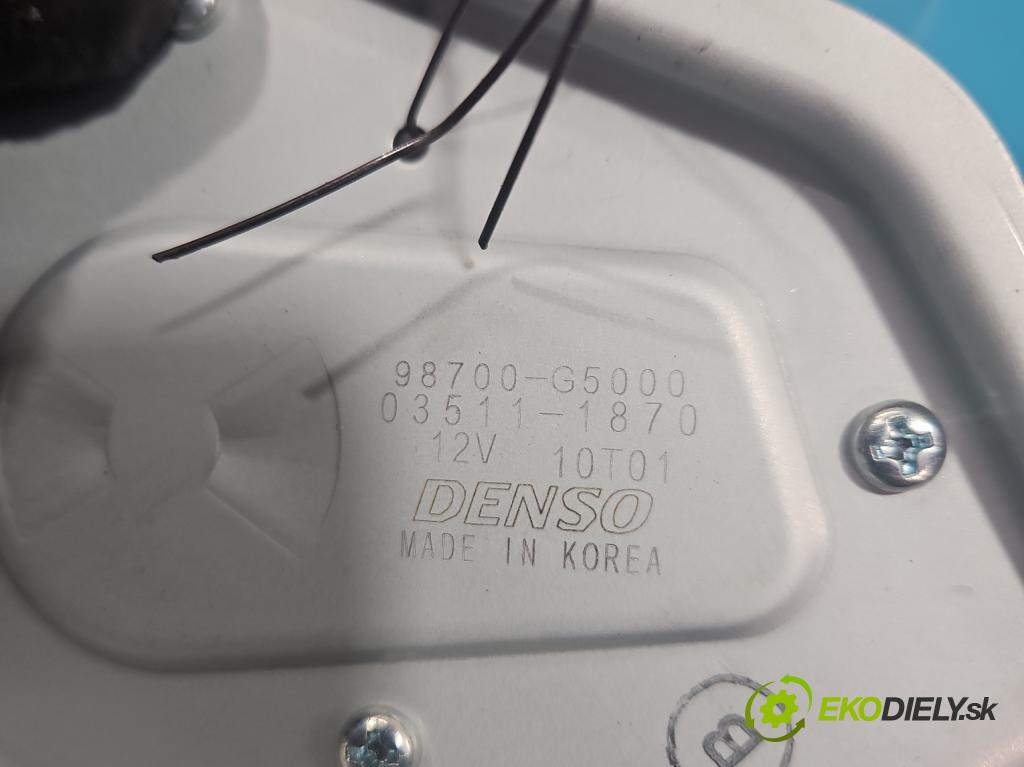 98700-G5000
03511-1870
12V 10T01
DENSO
MADE IN KOREA
B
EKODIELY.sk